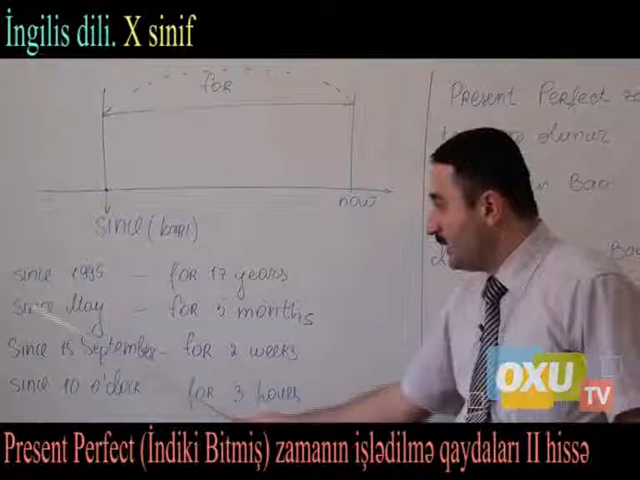 İngilis dili. X sinif
for
Present Perfect
olunur
now
since (bəri)
since 1995 – for 17 years
since May – for 5 months
since 15 September – for 2 weeks
since 10 o'clock for 3 hours
OXU TV
Present Perfect (İndiki Bitmiş) zamanın işlədilmə qaydaları II hissə